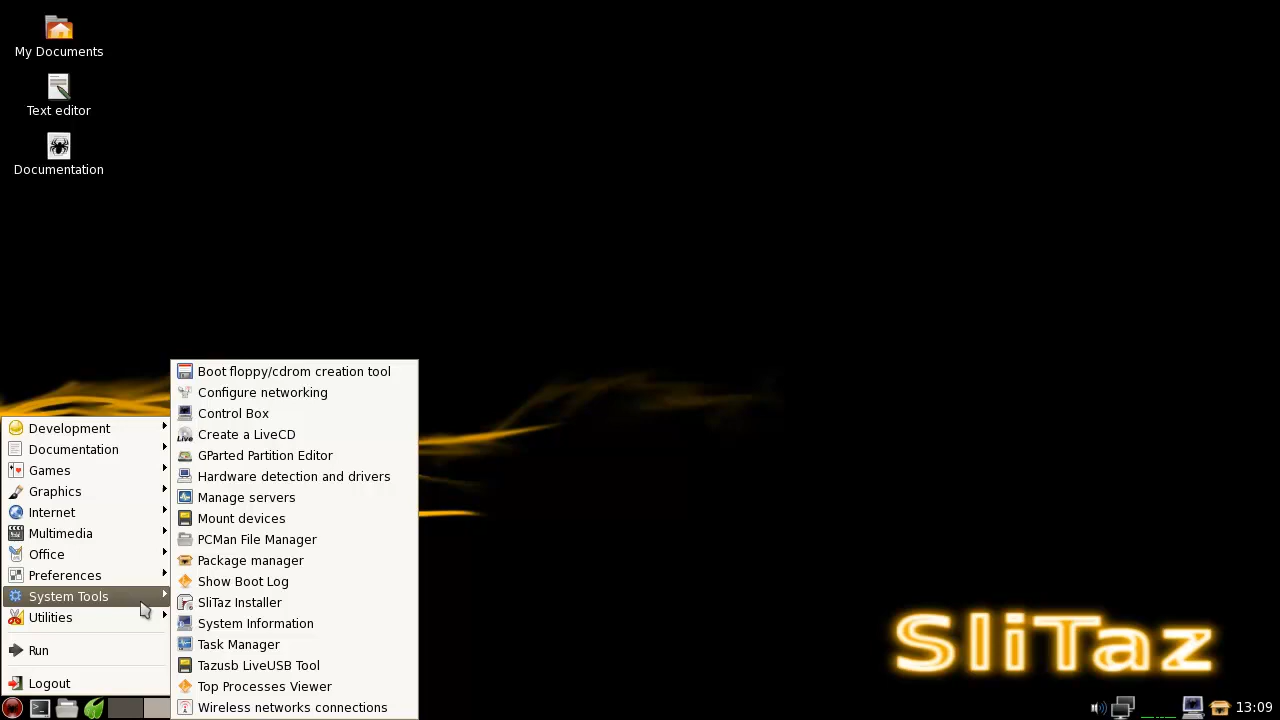 My Documents
Text editor
Documentation
Boot floppy/cdrom creation tool
Configure networking
Control Box
Create a LiveCD
GParted Partition Editor
Hardware detection and drivers
Manage servers
Mount devices
PCMan File Manager
Package manager
Show Boot Log
SliTaz Installer
System Information
Task Manager
Tazusb LiveUSB Tool
Top Processes Viewer
Wireless networks connections
Development
Documentation
Games
Graphics
Internet
Multimedia
Office
Preferences
System Tools
Utilities
Run
Logout
SliTaz
13:09